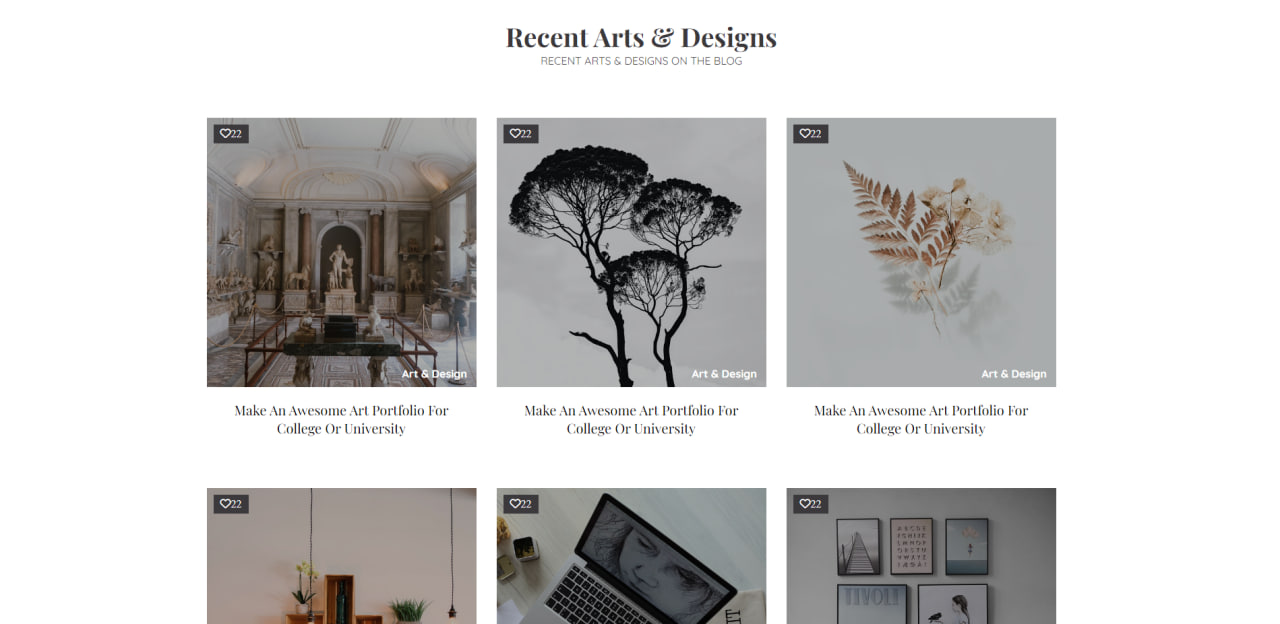 Recent Arts & Designs
RECENT ARTS & DESIGNS ON THE BLOG
22
22
22
Art & Design
Art & Design
Art & Design
Make An Awesome Art Portfolio For
College Or University
Make An Awesome Art Portfolio For
College Or University
Make An Awesome Art Portfolio For
College Or University
22
22
22
TIVOLI